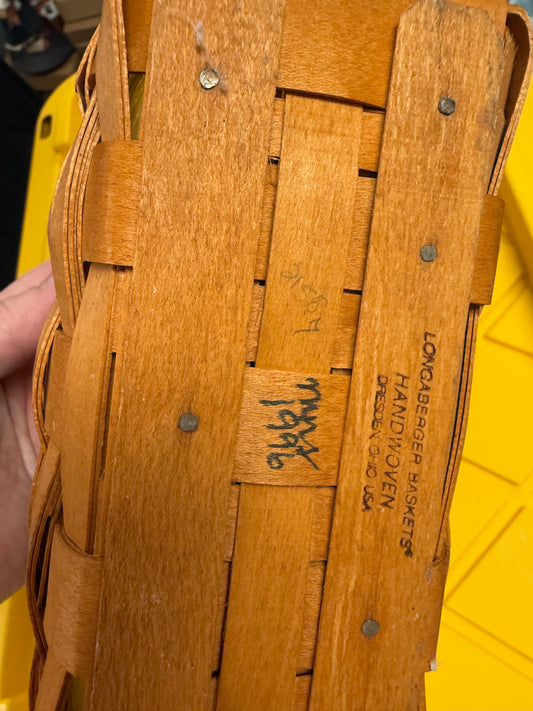 LONGABERGER BASKETS®
HANDWOVEN
DRESDEN, OHIO USA
1996